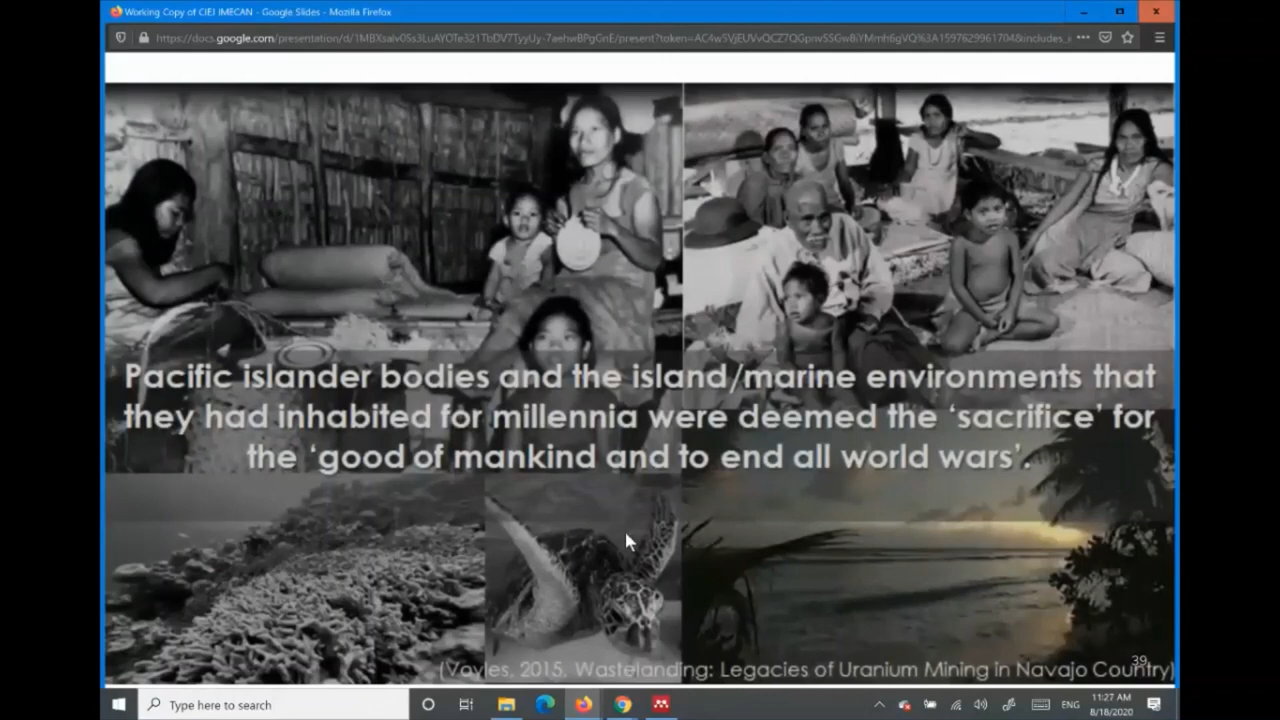 Working Copy of CIEJ IMECAN - Google Slides - Mozilla Firefox
Pacific islander bodies and the island/marine environments that
they had inhabited for millennia were deemed the ‘sacrifice’ for
the ‘good of mankind and to end all world wars’.
39
(Voyles, 2015, Wastelanding: Legacies of Uranium Mining in Navajo Country)
Type here to search
ENG
11:27 AM
8/18/2020